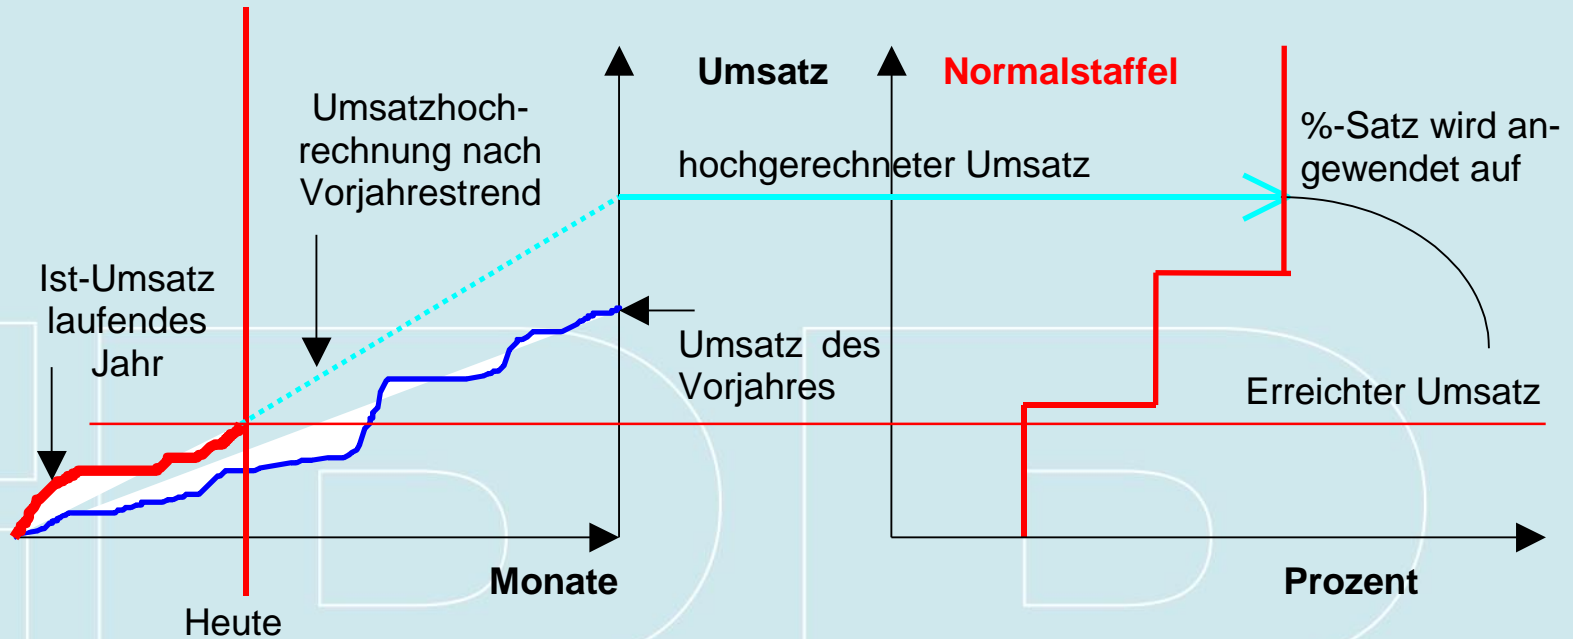 Umsatz
Normalstaffel
Umsatzhoch-
rechnung nach
Vorjahrestrend
%-Satz wird an-
gewendet auf
hochgerechneter Umsatz
Ist-Umsatz
laufendes
Jahr
Umsatz des
Vorjahres
Erreichter Umsatz
Monate
Prozent
Heute